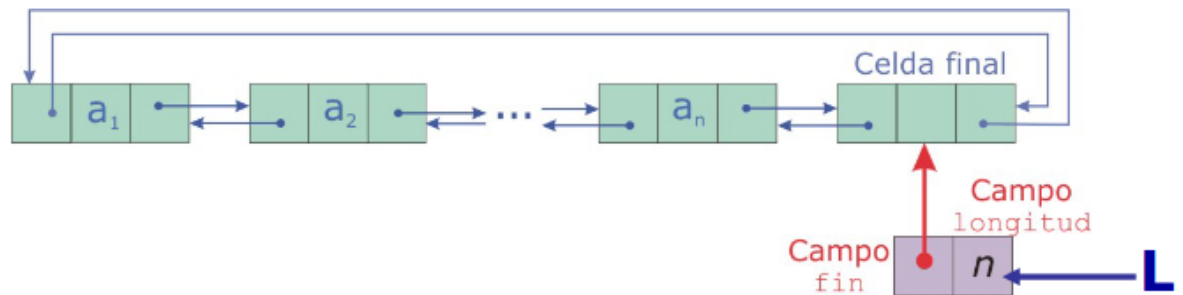 Celda final
a1 a2 ... an
Campo
longitud
Campo
fin
n
L